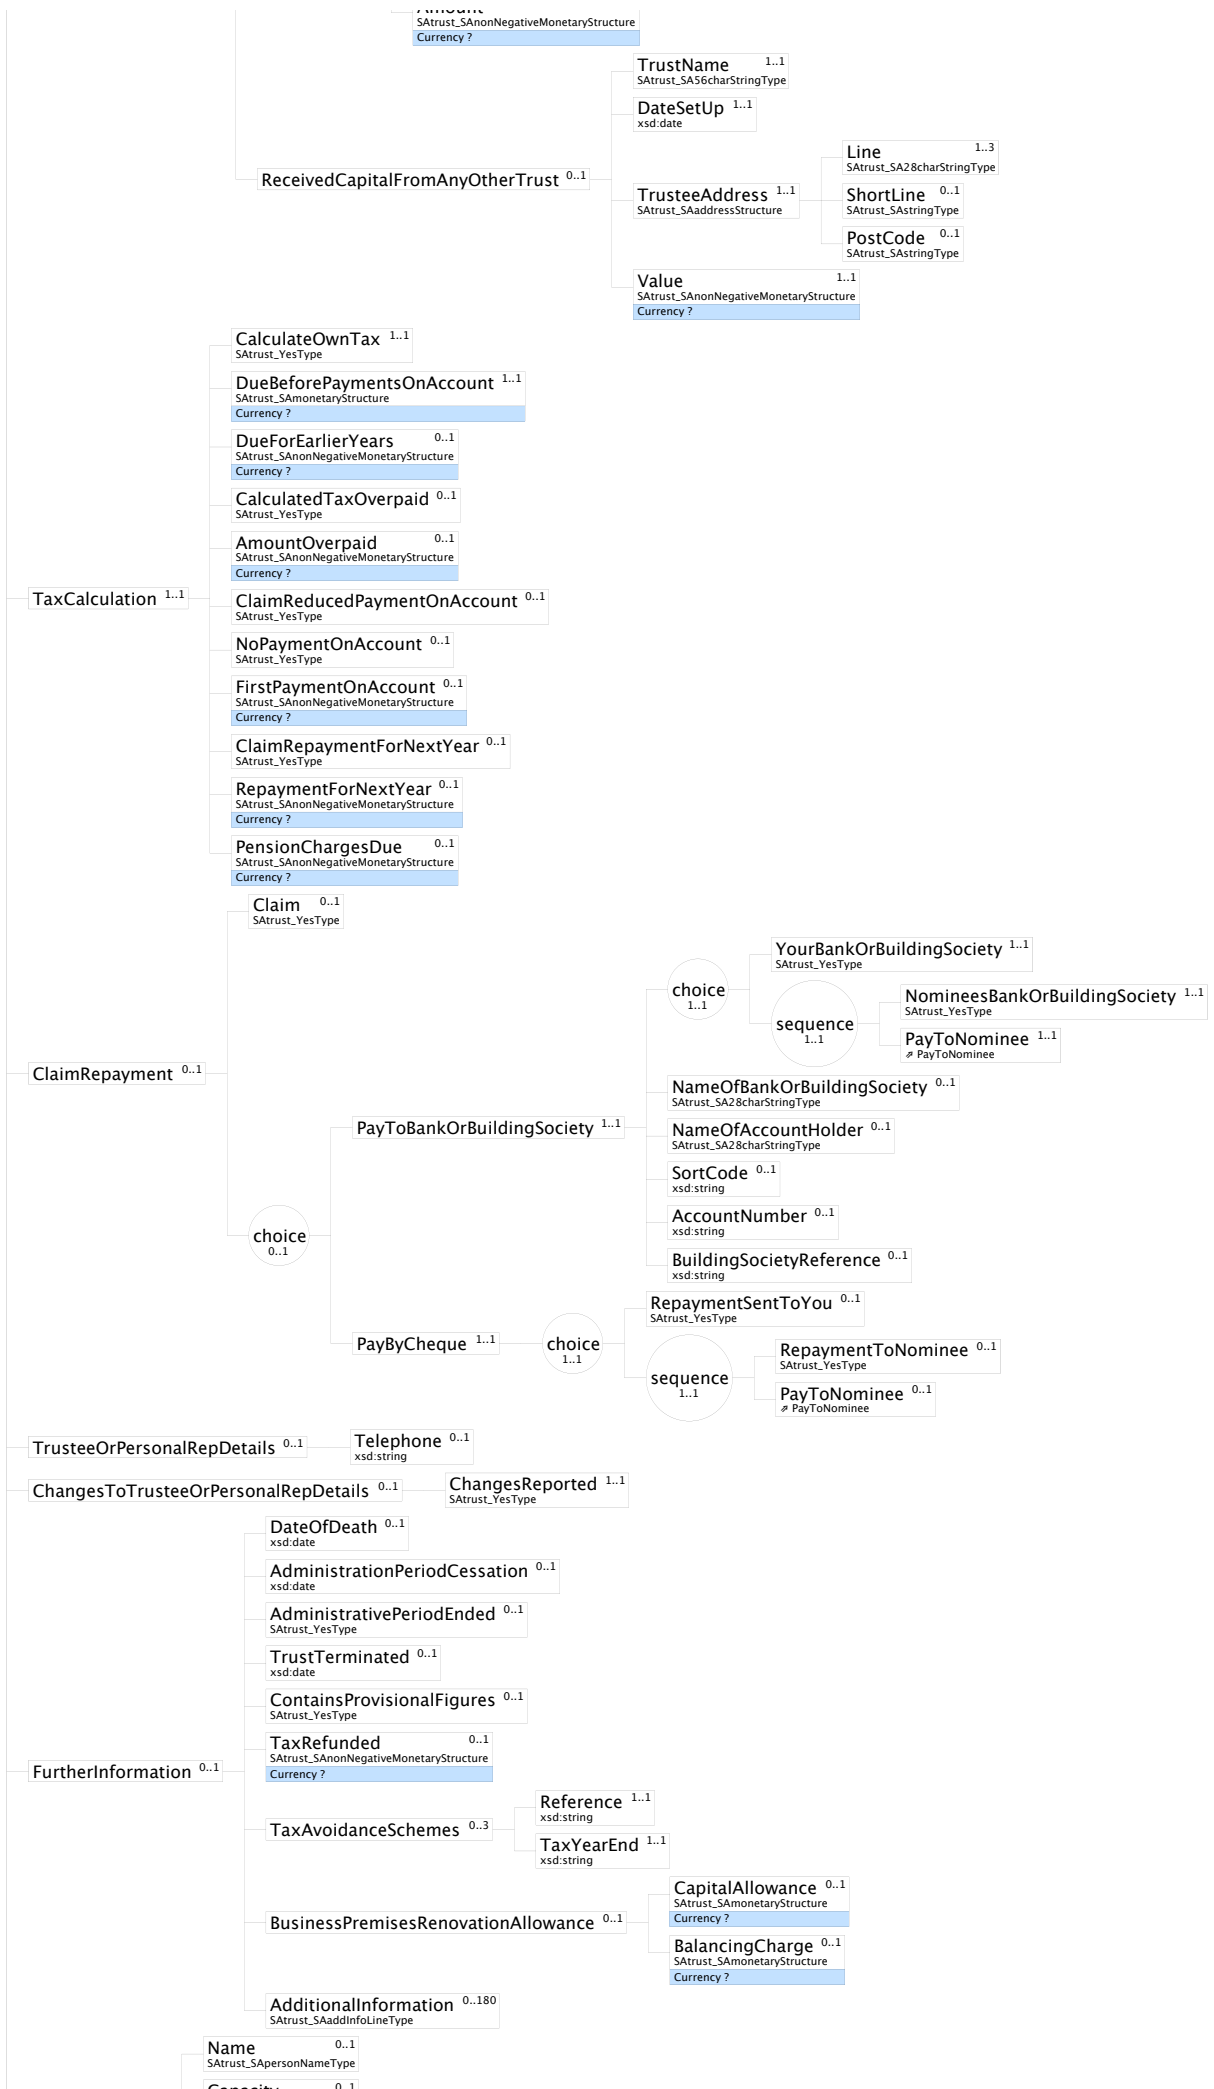 Amount
SAtrust_SAnonNegativeMonetaryStructure
Currency ?
TrustName 1..1
SAtrust_SA56charStringType
DateSetUp 1..1
xsd:date
ReceivedCapitalFromAnyOtherTrust 0..1
Line 1..3
SAtrust_SA28charStringType
TrusteeAddress 1..1
SAtrust_SAaddressStructure
ShortLine 0..1
SAtrust_SAstringType
PostCode 0..1
SAtrust_SAstringType
Value 1..1
SAtrust_SAnonNegativeMonetaryStructure
Currency ?
TaxCalculation 1..1
CalculateOwnTax 1..1
SAtrust_YesType
DueBeforePaymentsOnAccount 1..1
SAtrust_SAmonetaryStructure
Currency ?
DueForEarlierYears 0..1
SAtrust_SAnonNegativeMonetaryStructure
Currency ?
CalculatedTaxOverpaid 0..1
SAtrust_YesType
AmountOverpaid 0..1
SAtrust_SAnonNegativeMonetaryStructure
Currency ?
ClaimReducedPaymentOnAccount 0..1
SAtrust_YesType
NoPaymentOnAccount 0..1
SAtrust_YesType
FirstPaymentOnAccount 0..1
SAtrust_SAnonNegativeMonetaryStructure
Currency ?
ClaimRepaymentForNextYear 0..1
SAtrust_YesType
RepaymentForNextYear 0..1
SAtrust_SAnonNegativeMonetaryStructure
Currency ?
PensionChargesDue 0..1
SAtrust_SAnonNegativeMonetaryStructure
Currency ?
ClaimRepayment 0..1
Claim 0..1
SAtrust_YesType
choice
0..1
PayToBankOrBuildingSociety 1..1
choice
1..1
YourBankOrBuildingSociety 1..1
SAtrust_YesType
sequence
1..1
NomineesBankOrBuildingSociety 1..1
SAtrust_YesType
PayToNominee 1..1
⇗ PayToNominee
NameOfBankOrBuildingSociety 0..1
SAtrust_SA28charStringType
NameOfAccountHolder 0..1
SAtrust_SA28charStringType
SortCode 0..1
xsd:string
AccountNumber 0..1
xsd:string
BuildingSocietyReference 0..1
xsd:string
PayByCheque 1..1
choice
1..1
RepaymentSentToYou 0..1
SAtrust_YesType
sequence
1..1
RepaymentToNominee 0..1
SAtrust_YesType
PayToNominee 0..1
⇗ PayToNominee
TrusteeOrPersonalRepDetails 0..1
Telephone 0..1
xsd:string
ChangesToTrusteeOrPersonalRepDetails 0..1
ChangesReported 1..1
SAtrust_YesType
FurtherInformation 0..1
DateOfDeath 0..1
xsd:date
AdministrationPeriodCessation 0..1
xsd:date
AdministrativePeriodEnded 0..1
SAtrust_YesType
TrustTerminated 0..1
xsd:date
ContainsProvisionalFigures 0..1
SAtrust_YesType
TaxRefunded 0..1
SAtrust_SAnonNegativeMonetaryStructure
Currency ?
TaxAvoidanceSchemes 0..3
Reference 1..1
xsd:string
TaxYearEnd 1..1
xsd:string
BusinessPremisesRenovationAllowance 0..1
CapitalAllowance 0..1
SAtrust_SAmonetaryStructure
Currency ?
BalancingCharge 0..1
SAtrust_SAmonetaryStructure
Currency ?
AdditionalInformation 0..180
SAtrust_SAaddInfoLineType
Name 0..1
SAtrust_SApersonNameType
Capacity 0..1